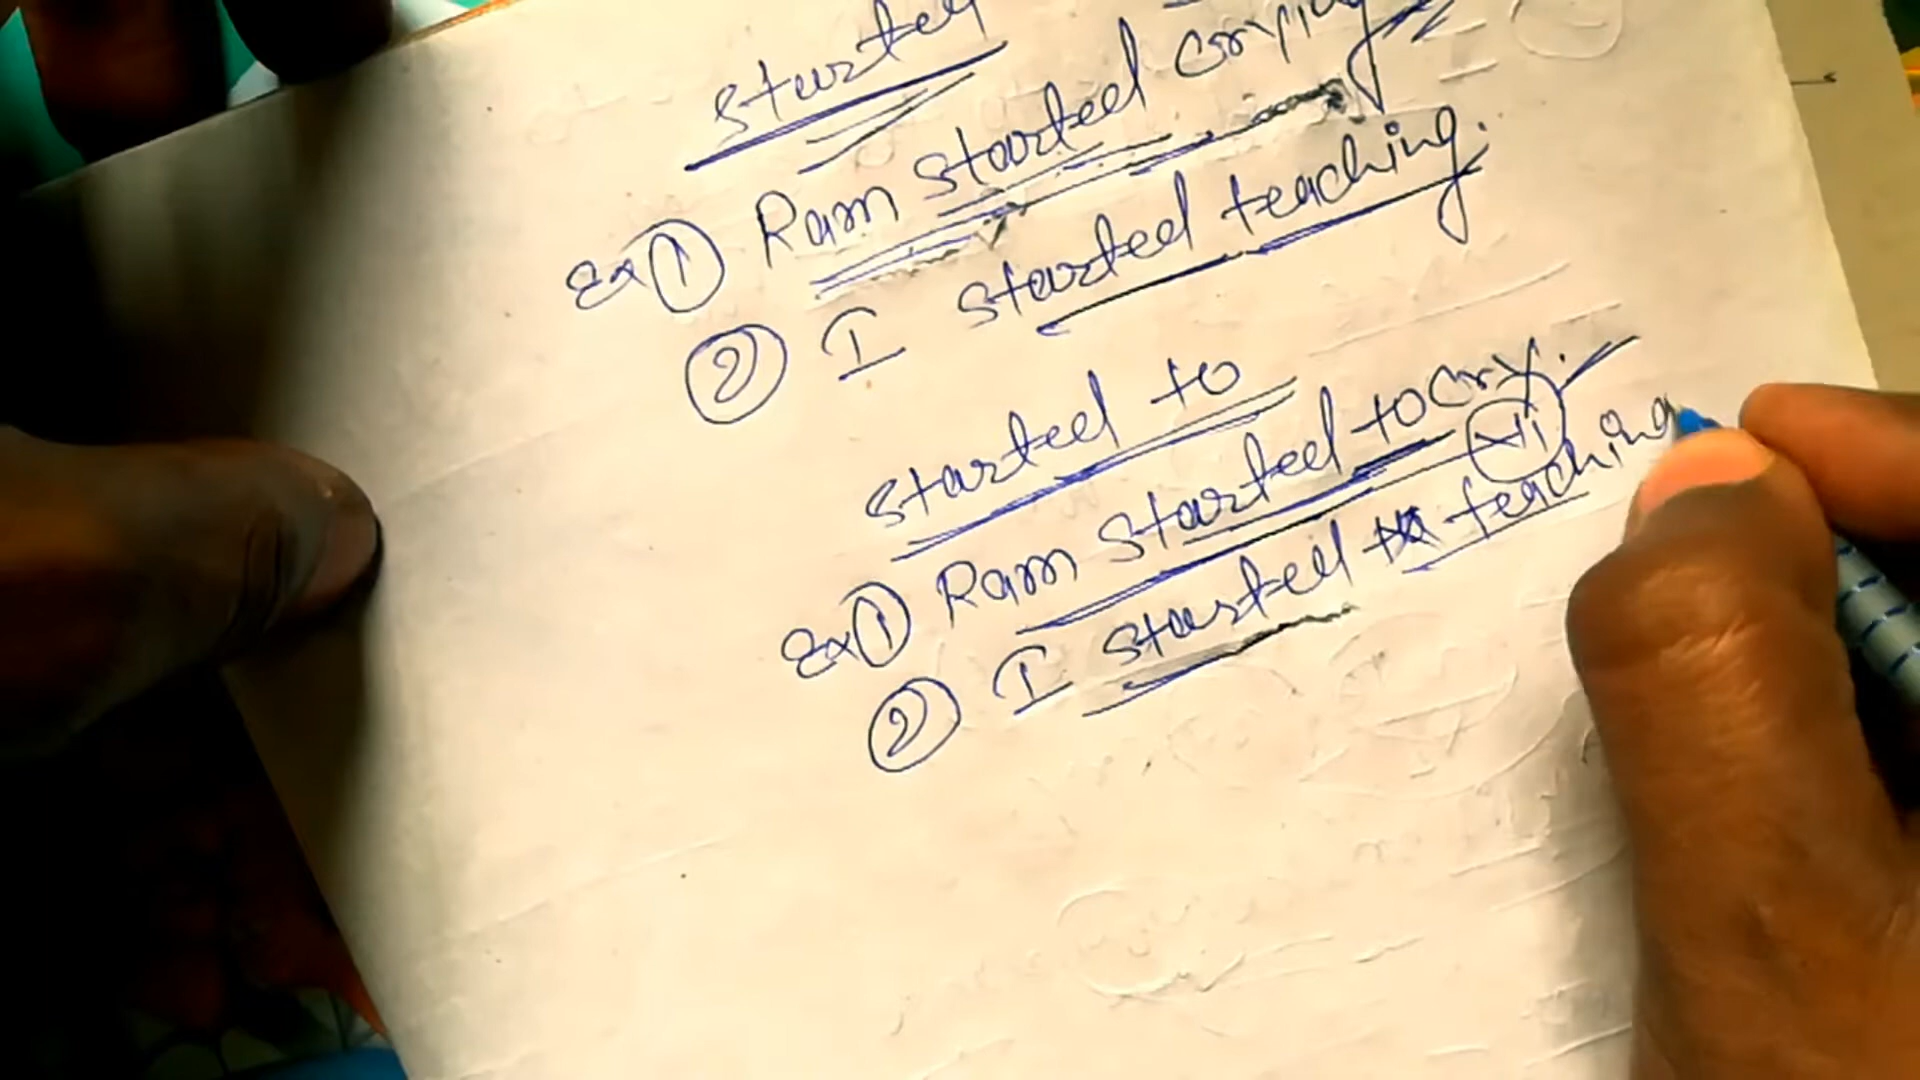 started
Ex ① Ram started crying
② I started teaching.
started to
Ex ① Ram started to cry.
② I started teaching